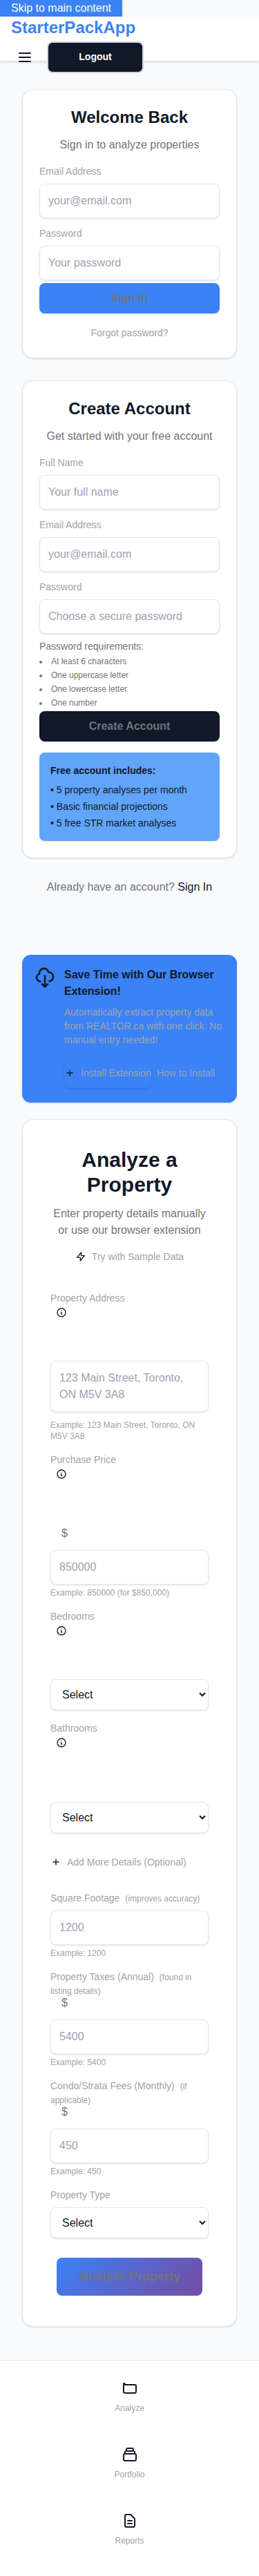 Skip to main content
StarterPackApp
Logout
Welcome Back
Sign in to analyze properties
Email Address
your@email.com
Password
Your password
Sign In
Forgot password?
Create Account
Get started with your free account
Full Name
Your full name
Email Address
your@email.com
Password
Choose a secure password
Password requirements:
• At least 6 characters
• One uppercase letter
• One lowercase letter
• One number
Create Account
Free account includes:
• 5 property analyses per month
• Basic financial projections
• 5 free STR market analyses
Already have an account? Sign In
Save Time with Our Browser
Extension!
Automatically extract property data
from REALTOR.ca with one click. No
manual entry needed!
Install Extension How to Install
Analyze a
Property
Enter property details manually
or use our browser extension
Try with Sample Data
Property Address
123 Main Street, Toronto,
ON M5V 3A8
Example: 123 Main Street, Toronto, ON
M5V 3A8
Purchase Price
$
850000
Example: 850000 (for $850,000)
Bedrooms
Select
Bathrooms
Select
Add More Details (Optional)
Square Footage (improves accuracy)
1200
Example: 1200
Property Taxes (Annual) (found in
listing details)
$
5400
Example: 5400
Condo/Strata Fees (Monthly) (if
applicable)
$
450
Example: 450
Property Type
Select
Analyze Property
Analyze
Portfolio
Reports